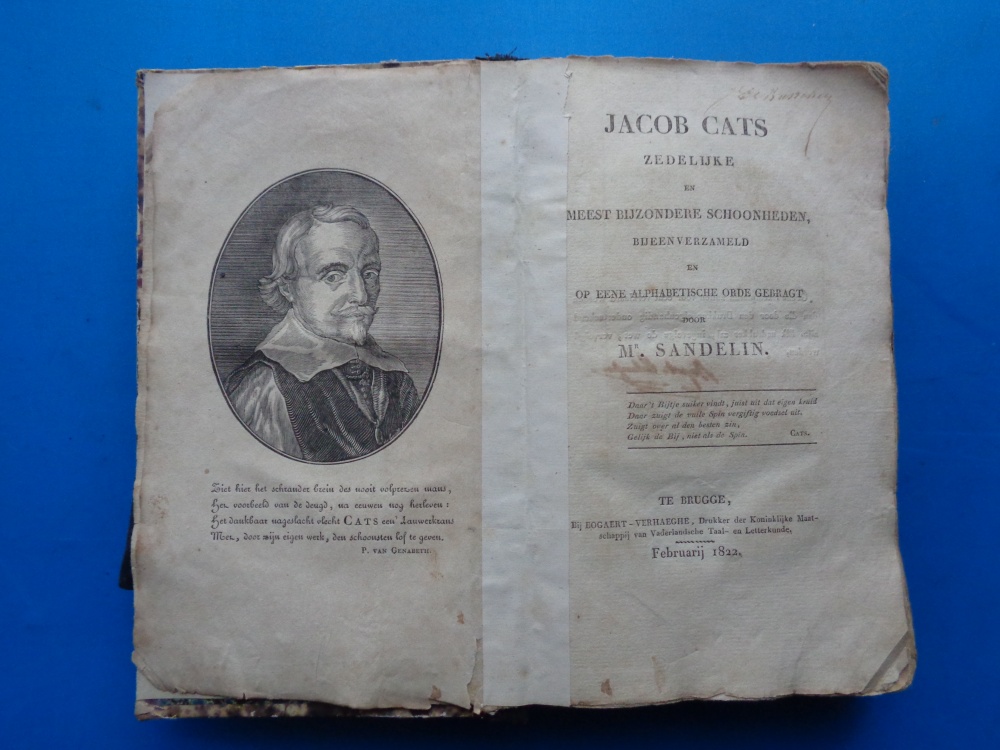 Ziet hier het schrander brein des nooit volprezen mans,
Het voorbeeld van de deugd, na eeuwen nog herleven:
Het dankbaar nageslacht vlecht CATS een' Lauwerkrans
Moer, door zijn eigen werk, den schoonsten lof te geven.
P. VAN GENABETH.
JACOB CATS
ZEDELIJKE
EN
MEEST BIJZONDERE SCHOONHEDEN,
BIJEENVERZAMELD
EN
OP EENE ALPHABETISCHE ORDE GEBRAGT
DOOR
Mr. SANDELIN.
Daar 't Bijtje suiker vindt, juist uit dat eigen kruid
Daar zuigt de vuile Spin vergiftig voedsel uit.
Zuigt voor al den besten zin,
Gelijk de Bij, niet als de Spin. CATS.
TE BRUGGE,
Bij BOGAERT-VERHAEGHE, Drukker der Koninklijke Maat-
schappij van Vaderlandsche Taal- en Letterkunde,
Februarij 1822.